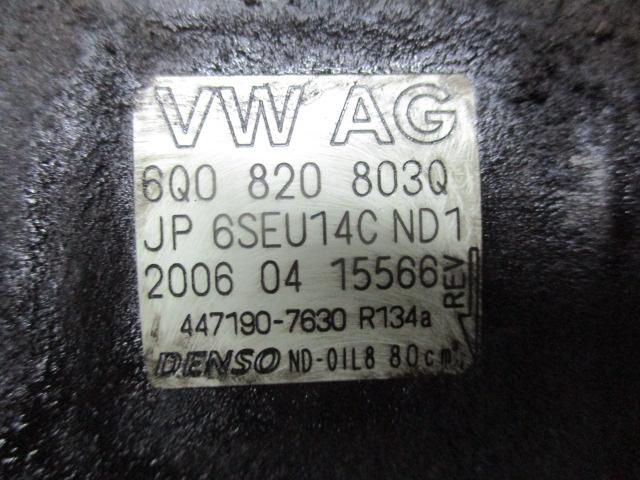 VW AG
6Q0 820 803Q
JP 6SEU14C ND1
2006 04 15566
REV
447190-7630 R134a
DENSO ND-OIL8 80cm³